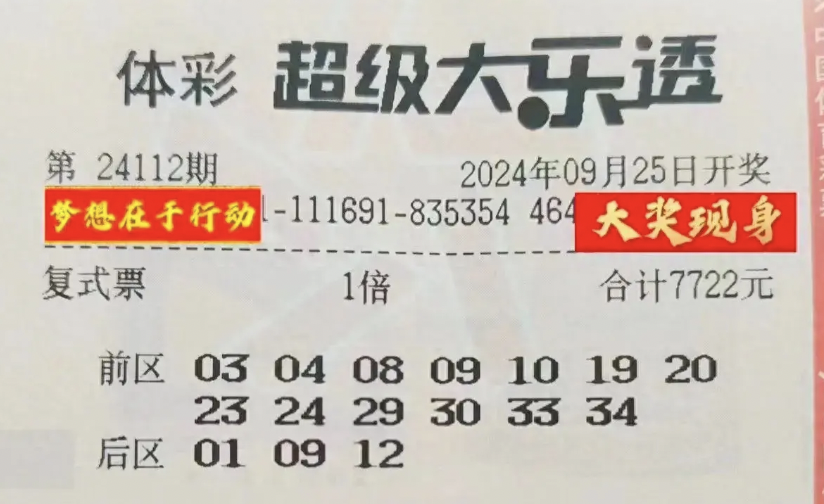 体彩 超级大乐透
第 24112期 2024年09月25日开奖
梦想在于行动 1-111691-835354 464 大奖现身
复式票 1倍 合计7722元
前区 03 04 08 09 10 19 20
23 24 29 30 33 34
后区 01 09 12